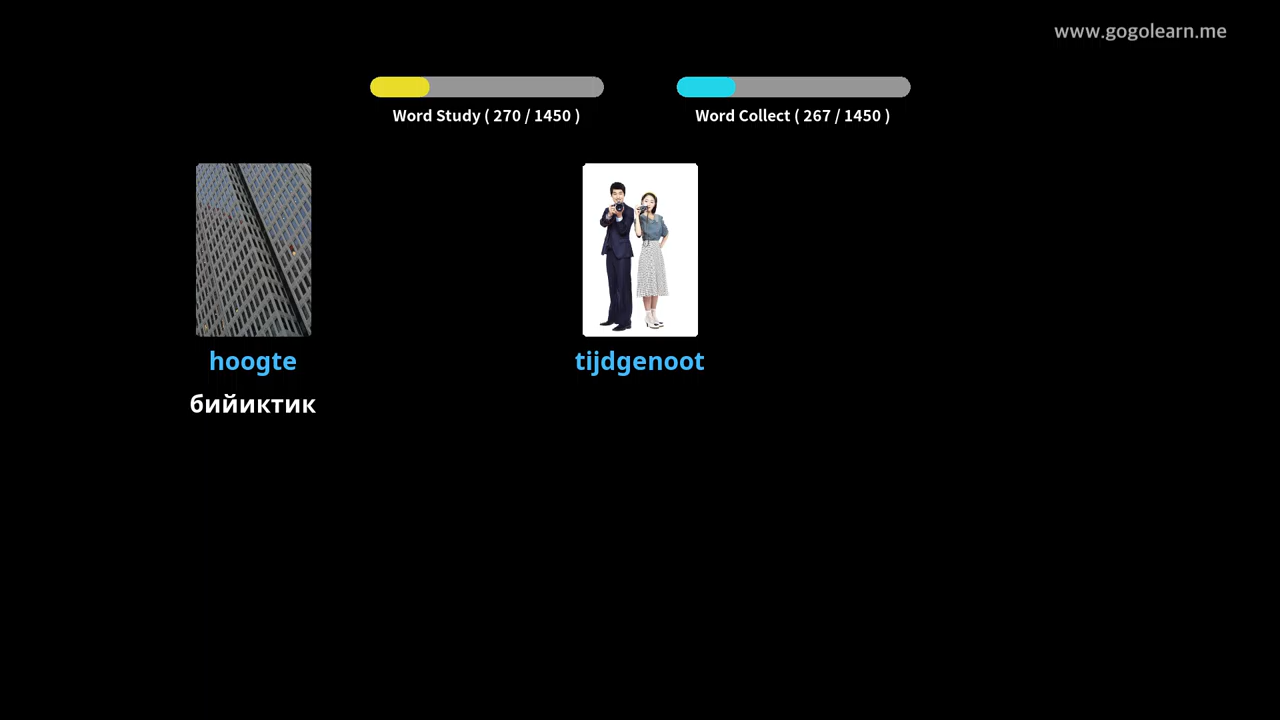 www.gogolearn.me
Word Study ( 270 / 1450 )
Word Collect ( 267 / 1450 )
hoogte
tijdgenoot
бийиктик